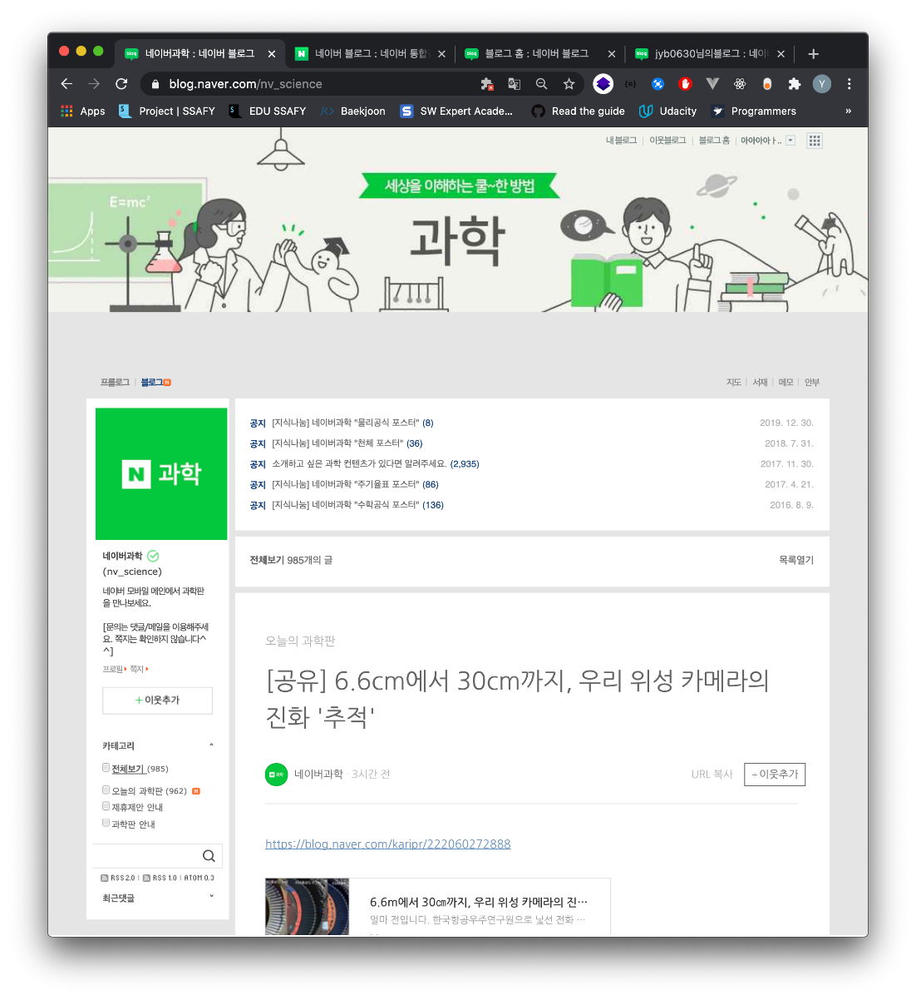 네이버과학 : 네이버 블로그
네이버 블로그 : 네이버 통합
블로그 홈 : 네이버 블로그
jyb0630님의블로그 : 네이
blog.naver.com/nv_science
Y
Apps
Project | SSAFY
EDU SSAFY
Baekjoon
SW Expert Acade...
Read the guide
Udacity
Programmers
»
내 블로그 | 이웃블로그 | 블로그 홈 | 아아아아ㅏ..
세상을 이해하는 쿨~한 방법
과학
E=mc²
프롤로그 | 블로그 N
지도 | 서재 | 메모 | 안부
N 과학
네이버과학
(nv_science)
네이버 모바일 메인에서 과학판
을 만나보세요.
[문의는 댓글/메일을 이용해주세
요. 쪽지는 확인하지 않습니다^
^]
프로필 쪽지
+이웃추가
카테고리
전체보기 (985)
오늘의 과학판 (962) N
제휴제안 안내
과학판 안내
RSS 2.0 | RSS 1.0 | ATOM 0.3
최근댓글
공지 [지식나눔] 네이버과학 "물리공식 포스터" (8) 2019. 12. 30.
공지 [지식나눔] 네이버과학 "천체 포스터" (36) 2018. 7. 31.
공지 소개하고 싶은 과학 컨텐츠가 있다면 알려주세요. (2,935) 2017. 11. 30.
공지 [지식나눔] 네이버과학 "주기율표 포스터" (86) 2017. 4. 21.
공지 [지식나눔] 네이버과학 "수학공식 포스터" (136) 2016. 8. 9.
전체보기 985개의 글
목록열기
오늘의 과학판
[공유] 6.6cm에서 30cm까지, 우리 위성 카메라의
진화 '추적'
네이버과학 · 3시간 전
URL 복사
+이웃추가
https://blog.naver.com/karipr/222060272888
6.6m에서 30㎝까지, 우리 위성 카메라의 진…
얼마 전입니다. 한국항공우주연구원으로 낯선 전화 …